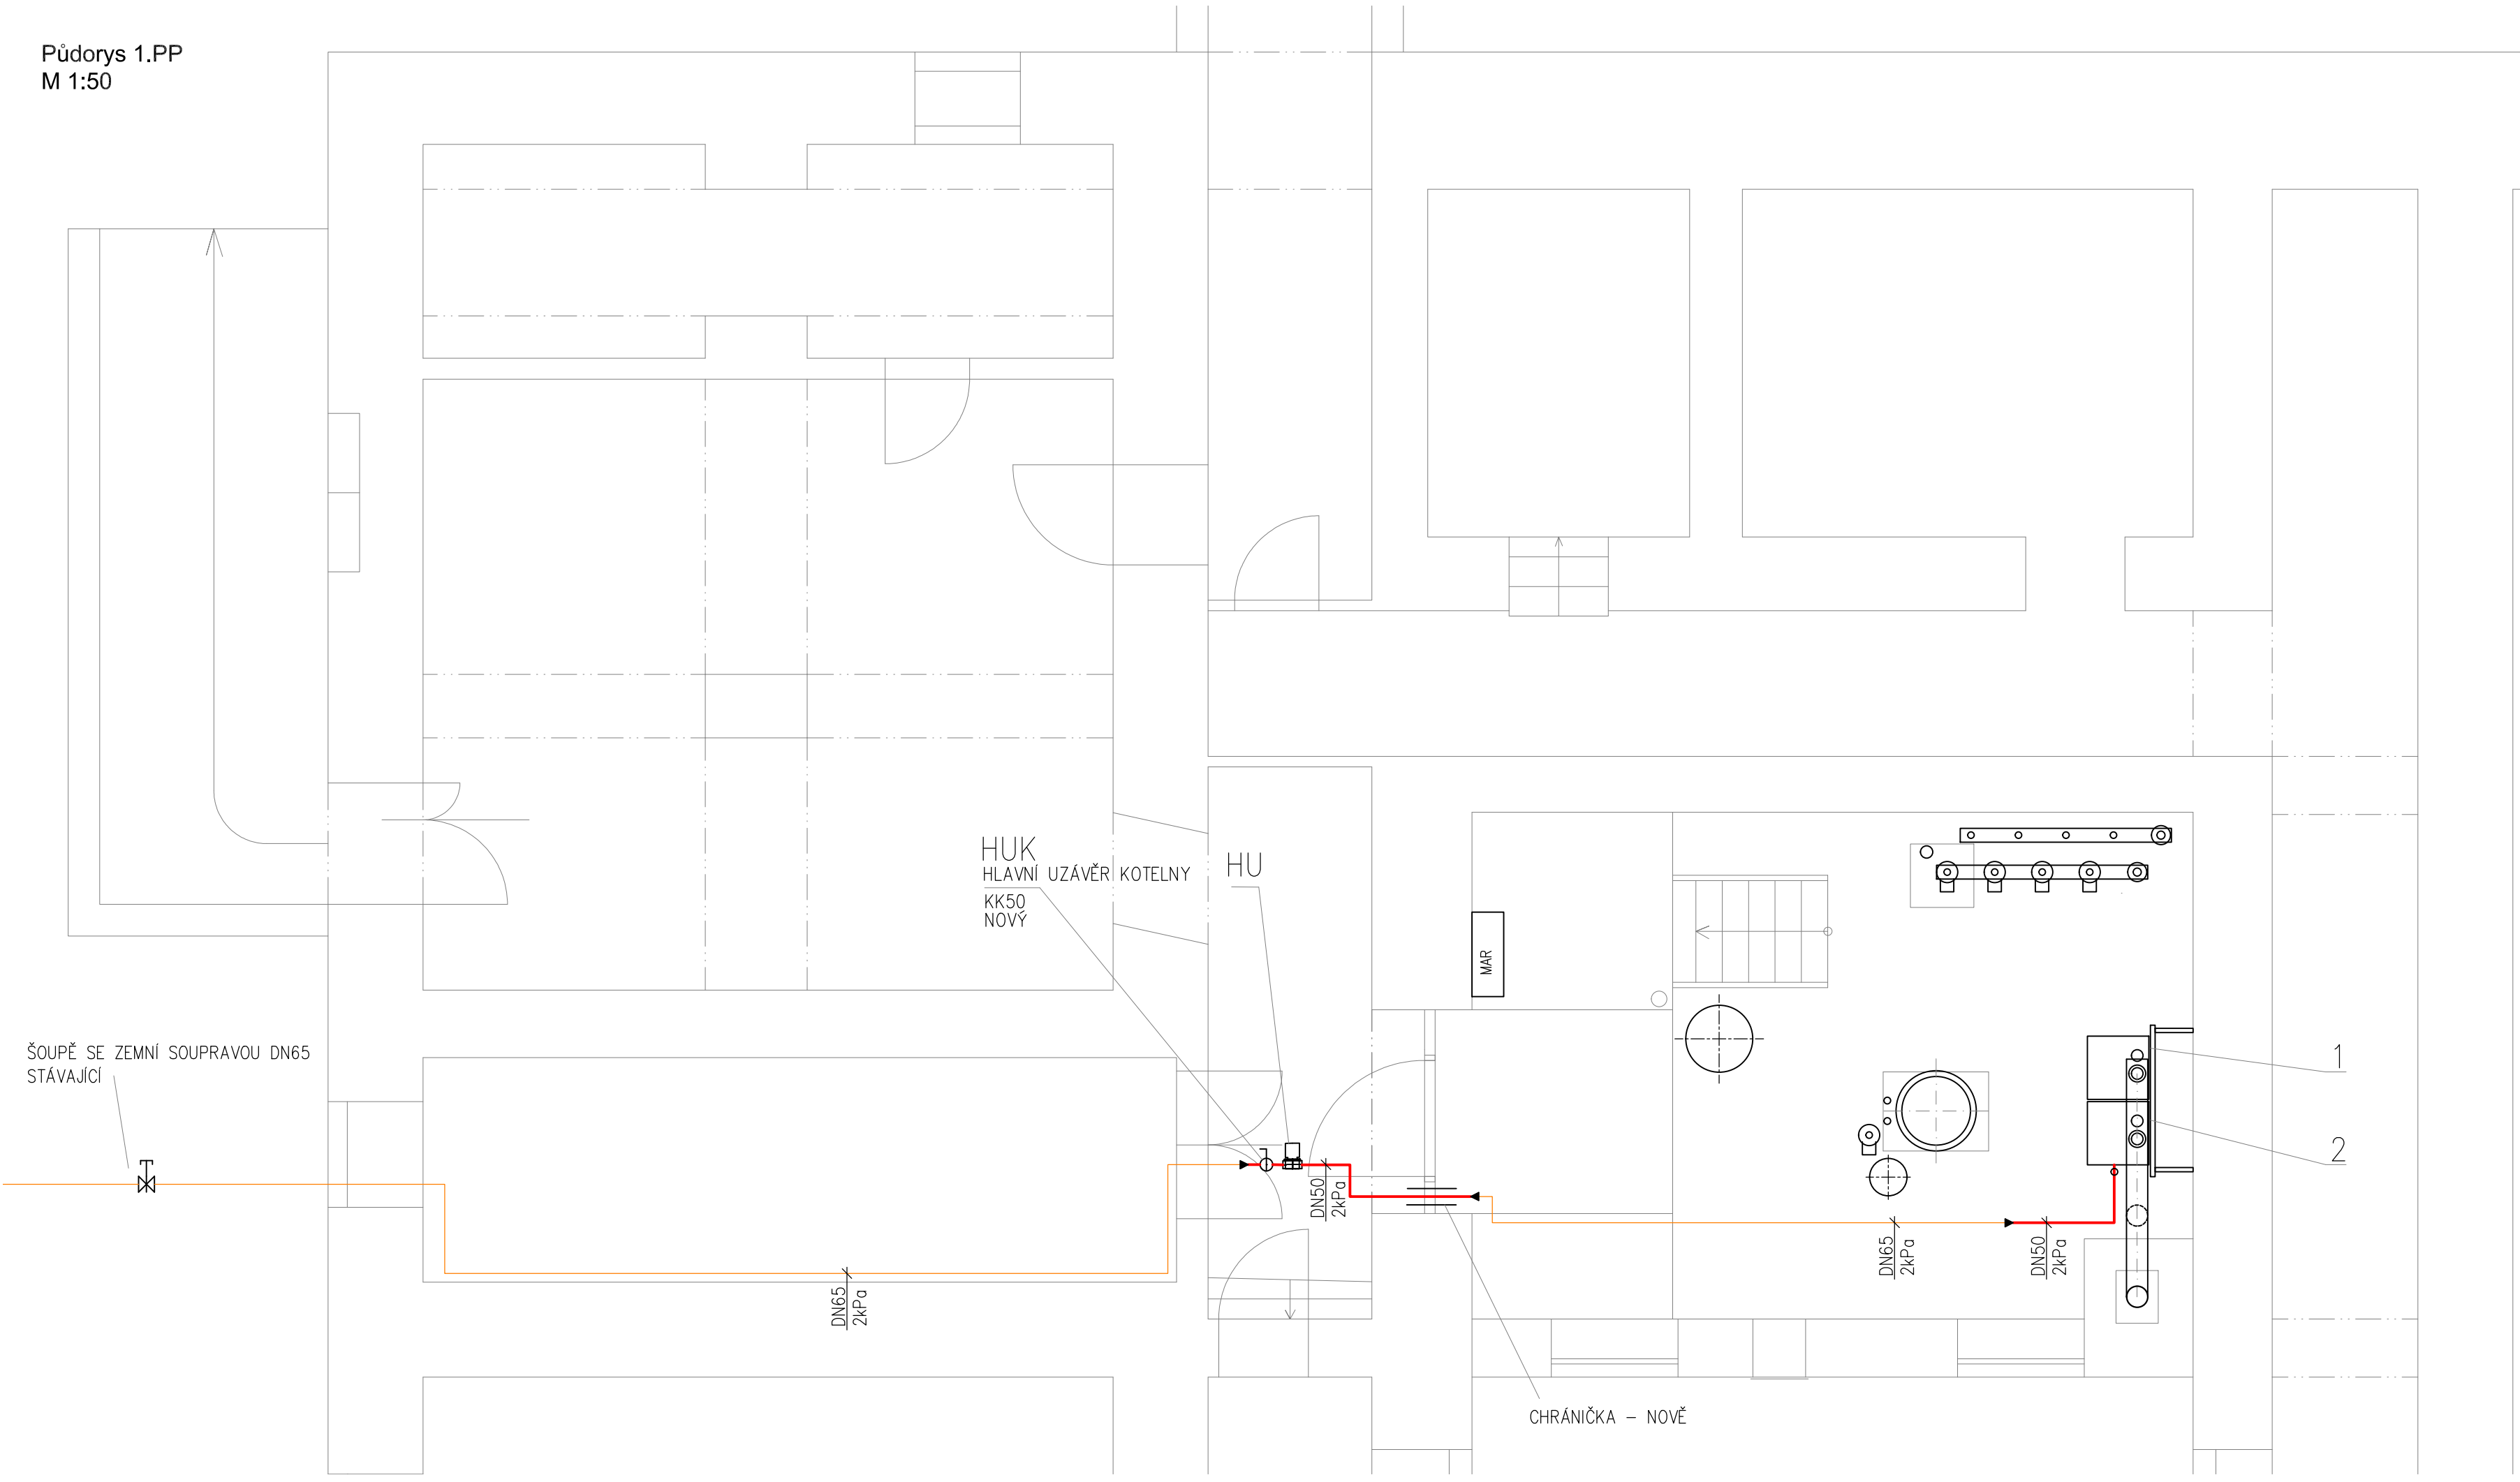 Půdorys 1.PP
M 1:50
HUK
HLAVNÍ UZÁVĚR KOTELNY
KK50
NOVÝ
HU
MAR
ŠOUPĚ SE ZEMNÍ SOUPRAVOU DN65
STÁVAJÍCÍ
1
2
DN50
2kPa
DN65
2kPa
DN50
2kPa
DN65
2kPa
CHRÁNIČKA – NOVĚ